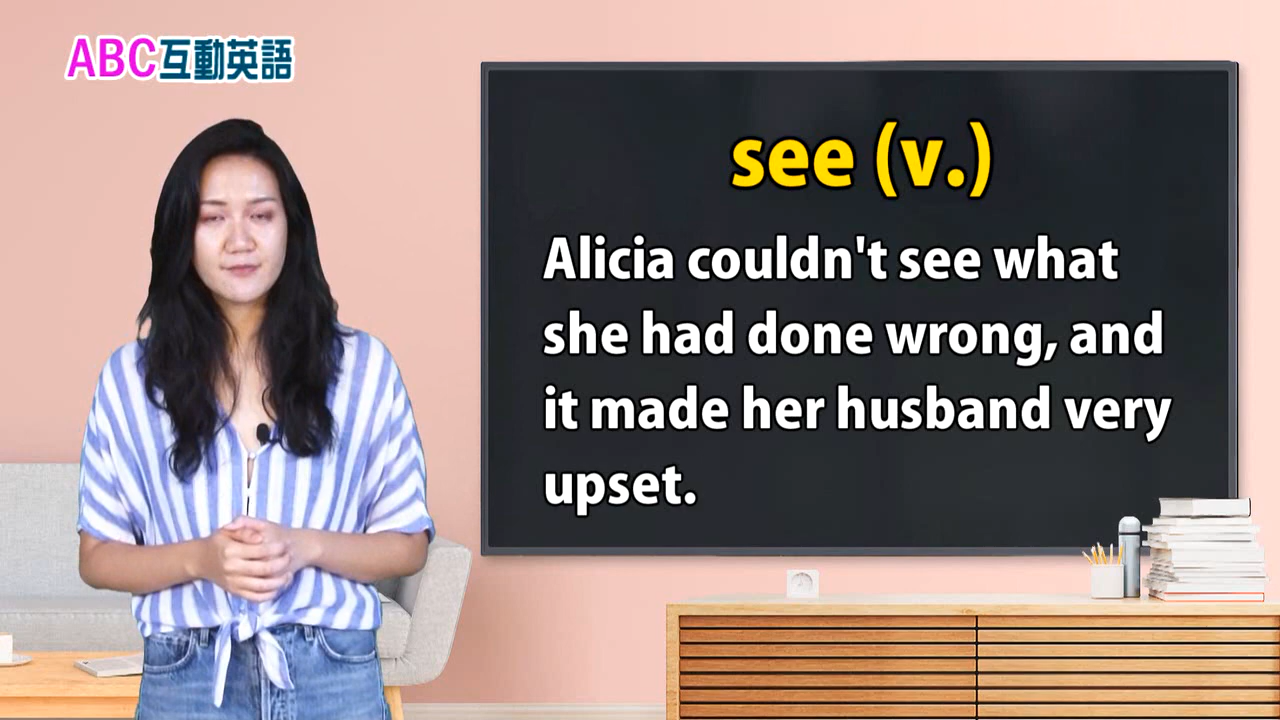 ABC互動英語
see (v.)
Alicia couldn't see what
she had done wrong, and
it made her husband very
upset.